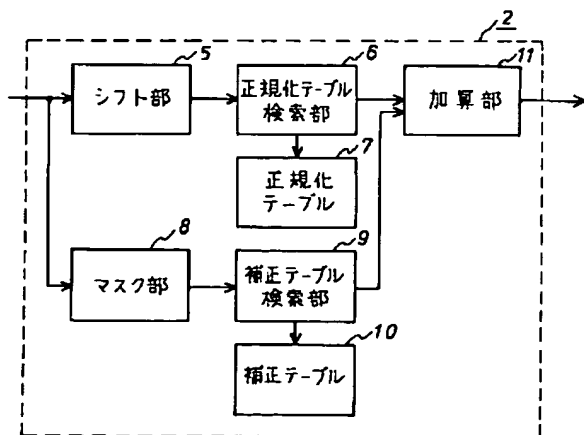 2
5
シフト部
6
正規化テーブル
検索部
11
加算部
7
正規化
テーブル
8
マスク部
9
補正テーブル
検索部
10
補正テーブル